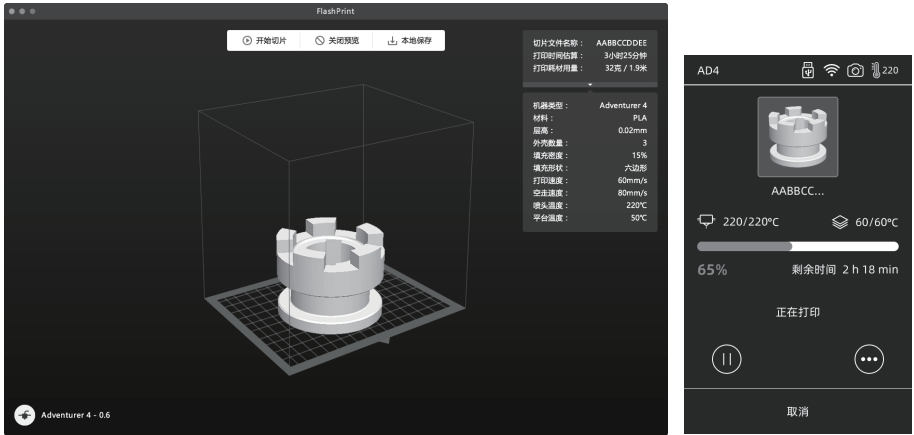 FlashPrint
开始切片 关闭预览 本地保存
切片文件名称： AABBCCDDEE
打印时间估算： 3小时25分钟
打印耗材用量： 32克 / 1.9米
机器类型： Adventurer 4
材料： PLA
层高： 0.02mm
外壳数量： 3
填充密度： 15%
填充形状： 六边形
打印速度： 60mm/s
空走速度： 80mm/s
喷头温度： 220℃
平台温度： 50℃
Adventurer 4 - 0.6
AD4 220
AABBCC...
220/220℃ 60/60℃
65% 剩余时间 2 h 18 min
正在打印
取消